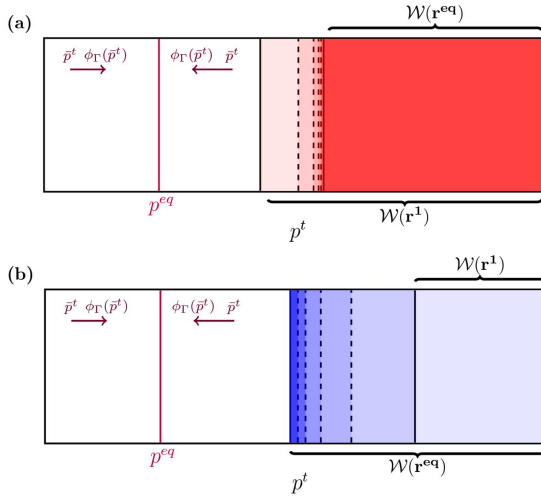 (a)
𝒲(r^eq)
p̄^t ϕ_Γ(p̄^t) ϕ_Γ(p̄^t) p̄^t
p^eq
𝒲(r^1)
p^t
(b)
𝒲(r^1)
p̄^t ϕ_Γ(p̄^t) ϕ_Γ(p̄^t) p̄^t
p^eq
𝒲(r^eq)
p^t